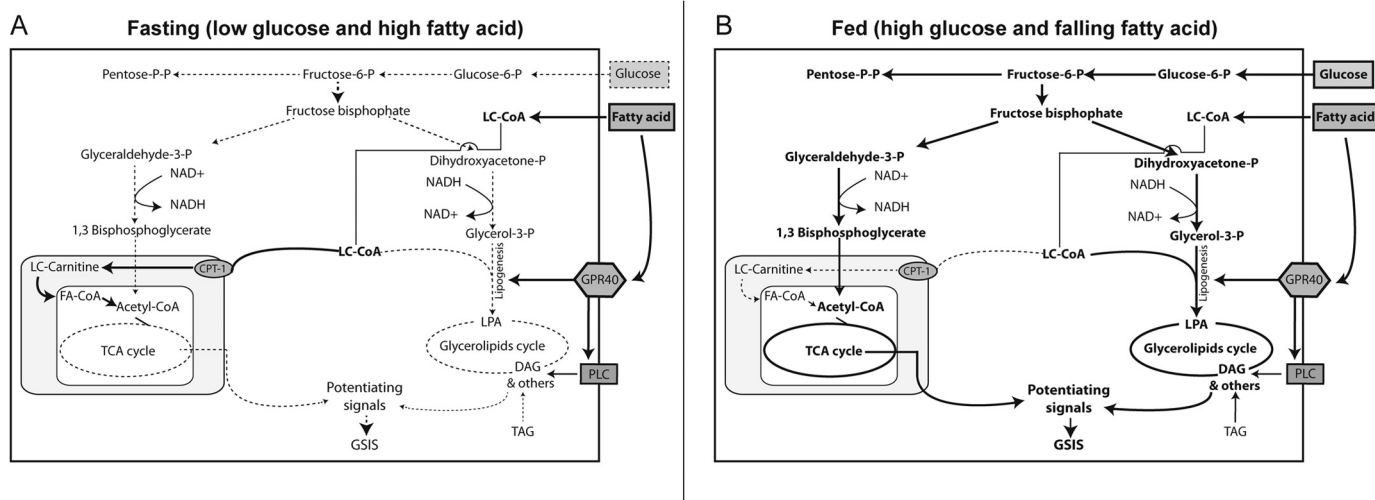 A
Fasting (low glucose and high fatty acid)
Pentose-P-P
Fructose-6-P
Glucose-6-P
Glucose
Fructose bisphophate
LC-CoA
Fatty acid
Glyceraldehyde-3-P
Dihydroxyacetone-P
NAD+
NADH
NADH
NAD+
1,3 Bisphosphoglycerate
Glycerol-3-P
LC-CoA
LC-Carnitine
CPT-1
Lipogenesis
GPR40
FA-CoA
Acetyl-CoA
LPA
TCA cycle
Glycerolipids cycle
DAG
& others
PLC
Potentiating
signals
TAG
GSIS
B
Fed (high glucose and falling fatty acid)
Pentose-P-P
Fructose-6-P
Glucose-6-P
Glucose
Fructose bisphophate
LC-CoA
Fatty acid
Glyceraldehyde-3-P
Dihydroxyacetone-P
NAD+
NADH
NADH
NAD+
1,3 Bisphosphoglycerate
Glycerol-3-P
LC-CoA
LC-Carnitine
CPT-1
Lipogenesis
GPR40
FA-CoA
Acetyl-CoA
LPA
TCA cycle
Glycerolipids cycle
DAG
& others
PLC
Potentiating
signals
TAG
GSIS